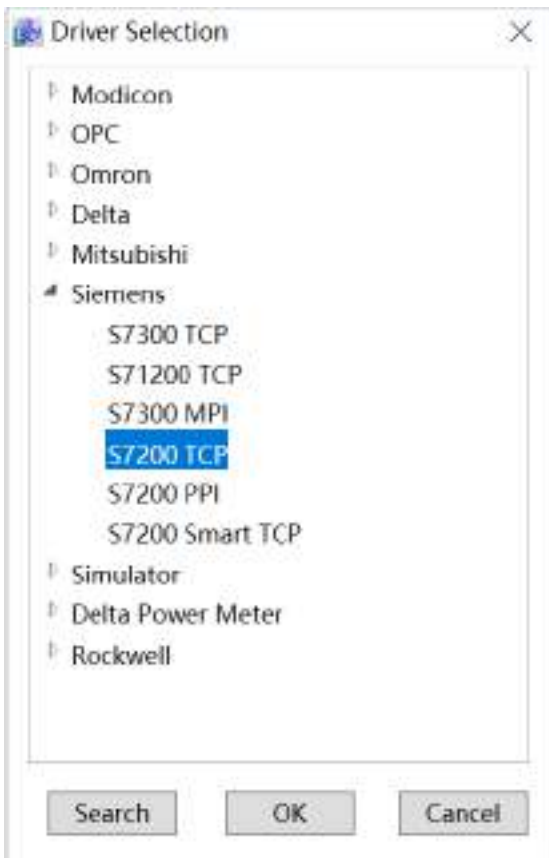 Driver Selection
Modicon
OPC
Omron
Delta
Mitsubishi
Siemens
S7300 TCP
S71200 TCP
S7300 MPI
S7200 TCP
S7200 PPI
S7200 Smart TCP
Simulator
Delta Power Meter
Rockwell
Search OK Cancel